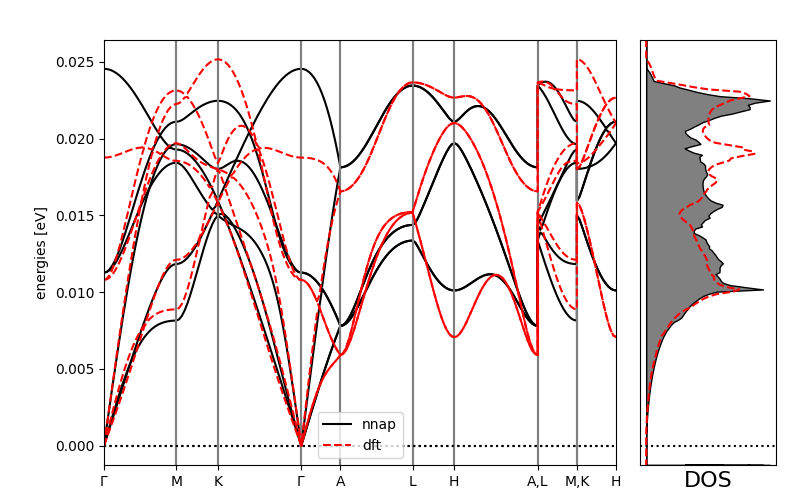 energies [eV]
0.025
0.020
0.015
0.010
0.005
0.000
nnap
dft
Γ M K Γ A L H A,L M,K H
DOS